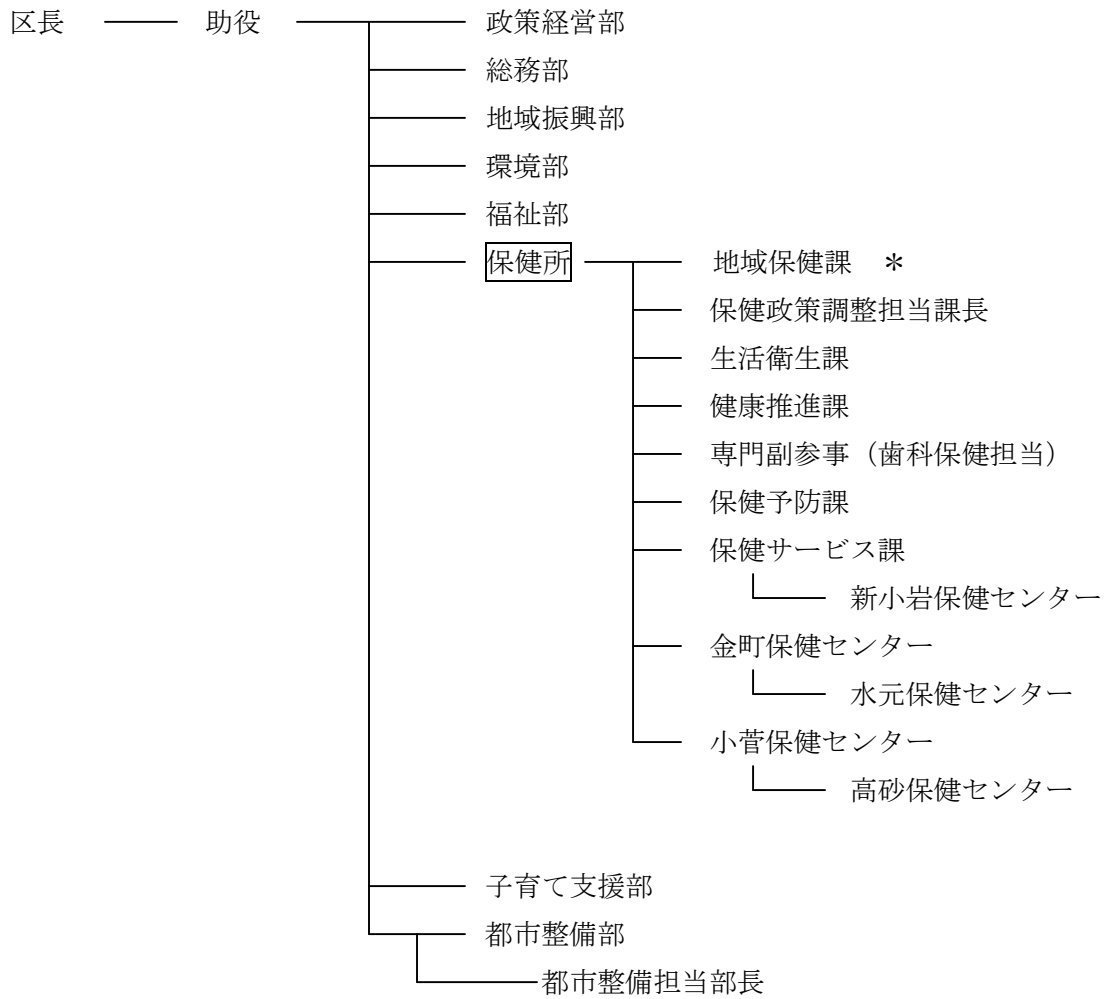 区長 助役 政策経営部
総務部
地域振興部
環境部
福祉部
保健所 地域保健課 *
保健政策調整担当課長
生活衛生課
健康推進課
専門副参事（歯科保健担当）
保健予防課
保健サービス課
新小岩保健センター
金町保健センター
水元保健センター
小菅保健センター
高砂保健センター
子育て支援部
都市整備部
都市整備担当部長